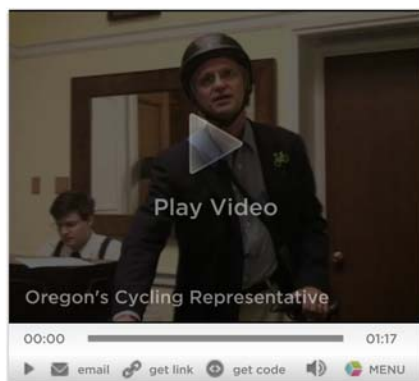 Play Video
Oregon's Cycling Representative
00:00 01:17
email get link get code MENU